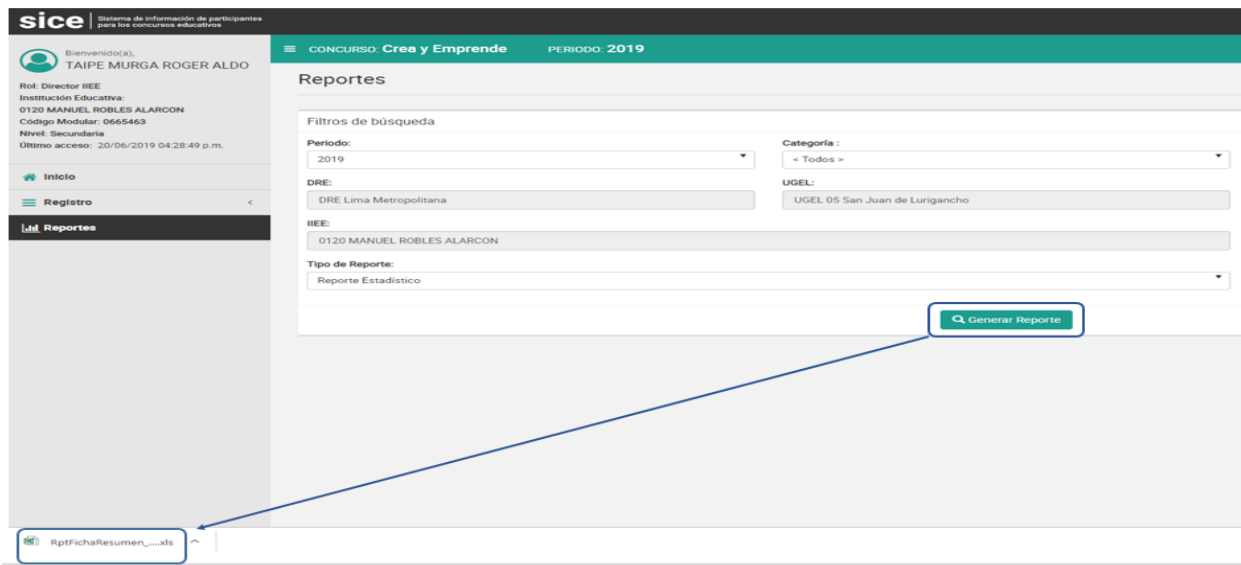 sice Sistema de información de participantes
para los concursos educativos
Bienvenido(a),
TAIPE MURGA ROGER ALDO
Rol: Director IIEE
Institución Educativa:
0120 MANUEL ROBLES ALARCON
Código Modular: 0665463
Nivel: Secundaria
Último acceso: 20/06/2019 04:28:49 p.m.
Inicio
Registro <
Reportes
CONCURSO: Crea y Emprende PERIODO: 2019
Reportes
Filtros de búsqueda
Periodo: Categoría :
2019 < Todos >
DRE: UGEL:
DRE Lima Metropolitana UGEL 05 San Juan de Lurigancho
IIEE:
0120 MANUEL ROBLES ALARCON
Tipo de Reporte:
Reporte Estadístico
Generar Reporte
RptFichaResumen_....xls